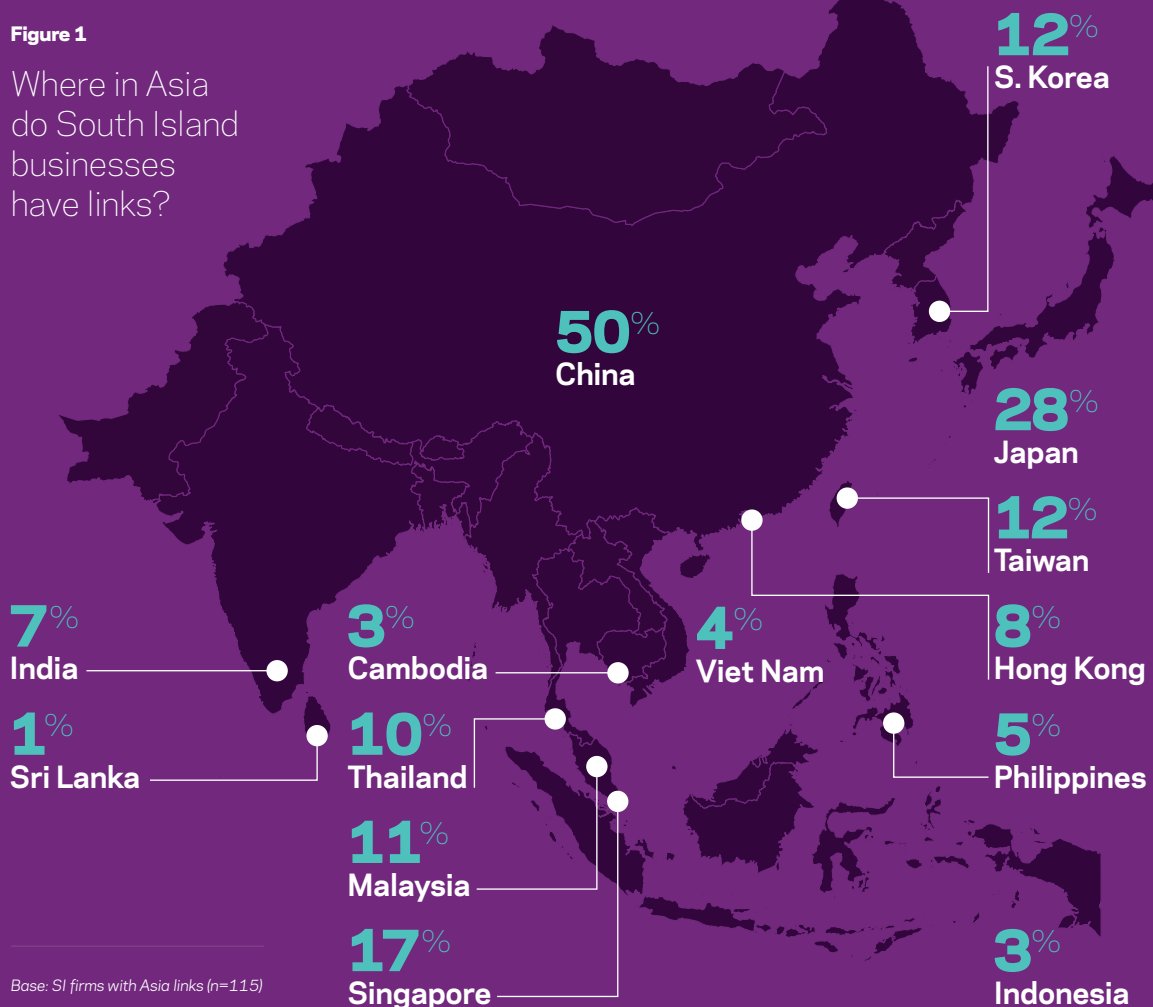 Figure 1
Where in Asia
do South Island
businesses
have links?
12%
S. Korea
50%
China
28%
Japan
12%
Taiwan
7%
India
3%
Cambodia
4%
Viet Nam
8%
Hong Kong
1%
Sri Lanka
10%
Thailand
5%
Philippines
11%
Malaysia
17%
Singapore
3%
Indonesia
Base: SI firms with Asia links (n=115)